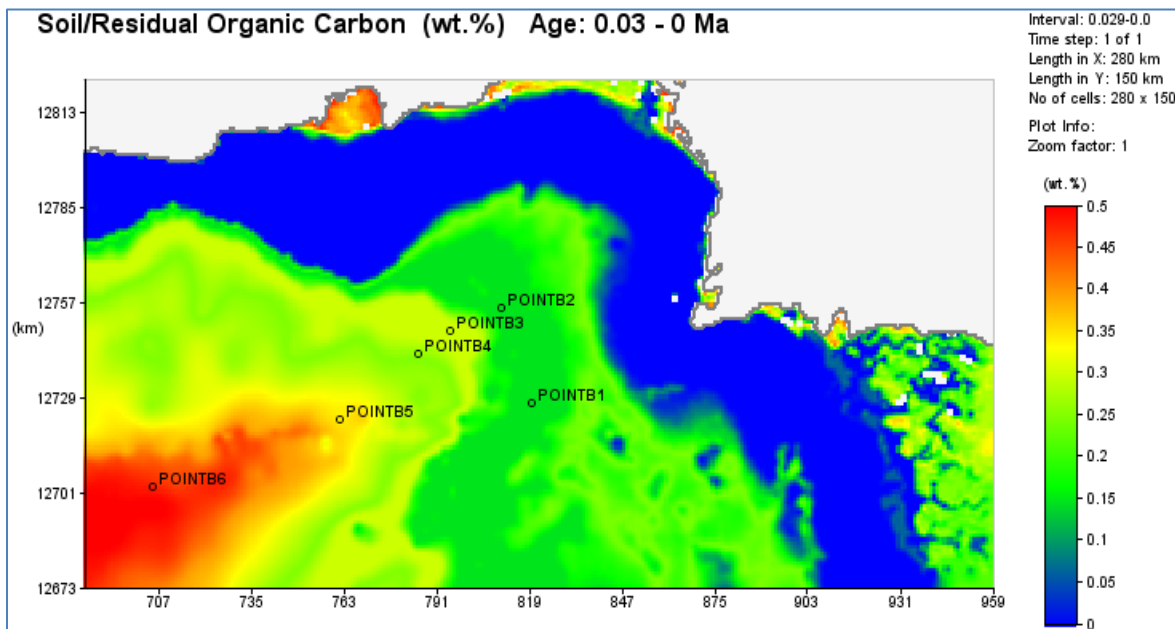 Soil/Residual Organic Carbon (wt.%) Age: 0.03 - 0 Ma
Interval: 0.029-0.0
Time step: 1 of 1
Length in X: 280 km
Length in Y: 150 km
No of cells: 280 x 150
Plot Info:
Zoom factor: 1
(wt.%)
0.5
0.45
0.4
0.35
0.3
0.25
0.2
0.15
0.1
0.05
0
12813
12785
12757
(km)
12729
12701
12673
POINTB2
POINTB3
POINTB4
POINTB1
POINTB5
POINTB6
707 735 763 791 819 847 875 903 931 959